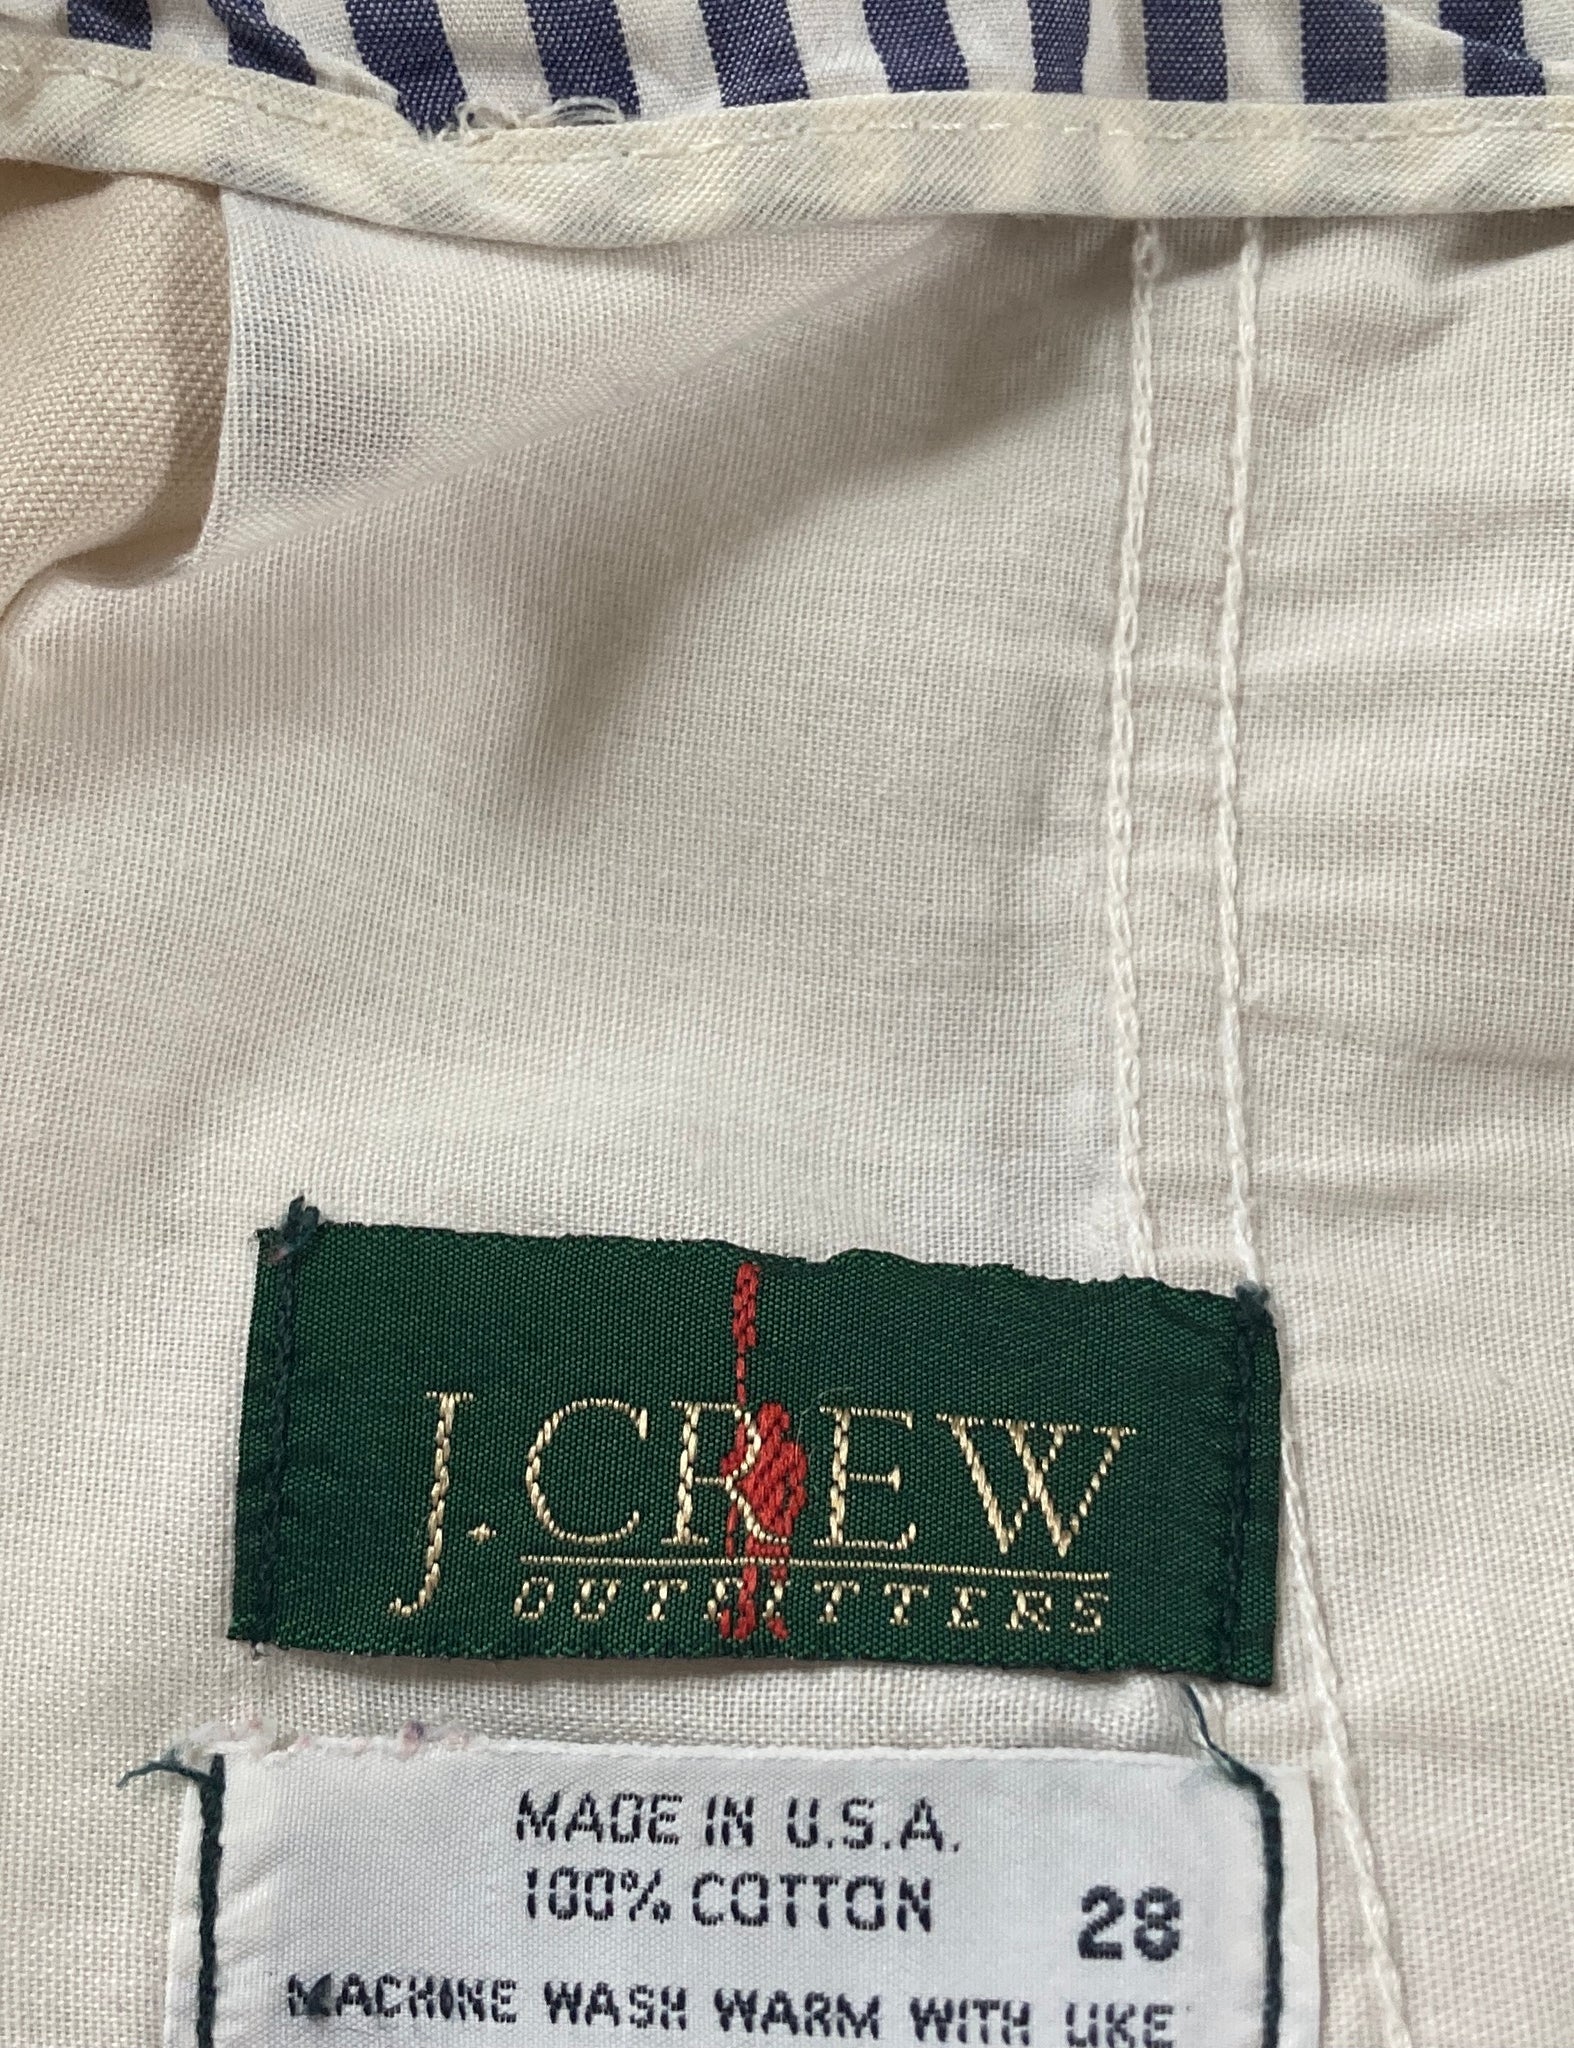 J.CREW
OUTFITTERS
MADE IN U.S.A.
100% COTTON 28
MACHINE WASH WARM WITH LIKE